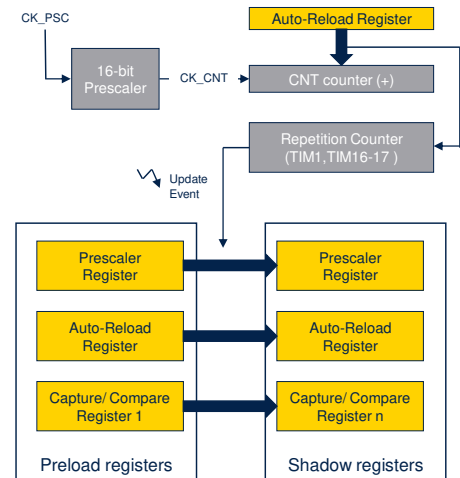 CK_PSC
Auto-Reload Register
16-bit
Prescaler
CK_CNT
CNT counter (+)
Repetition Counter
(TIM1,TIM16-17 )
Update
Event
Prescaler
Register
Prescaler
Register
Auto-Reload
Register
Auto-Reload
Register
Capture/ Compare
Register 1
Capture/ Compare
Register n
Preload registers
Shadow registers